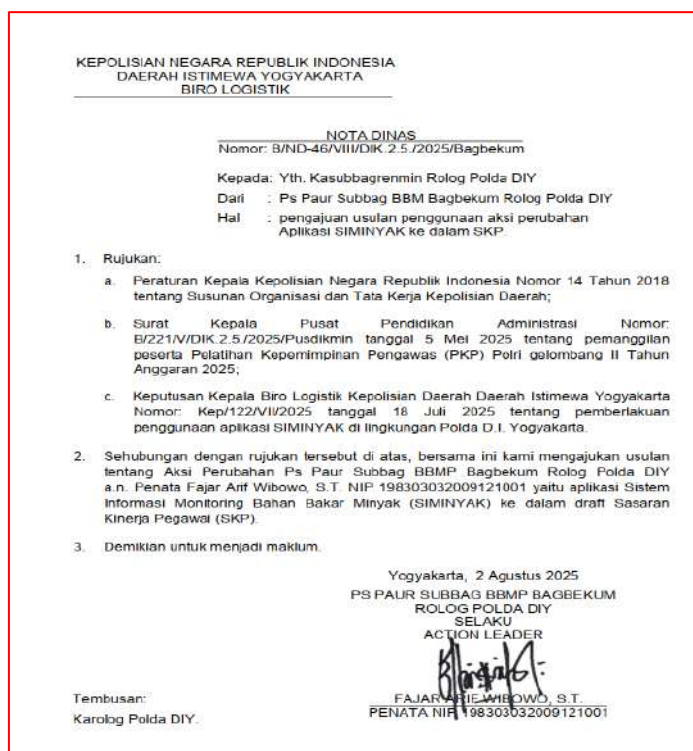 KEPOLISIAN NEGARA REPUBLIK INDONESIA
DAERAH ISTIMEWA YOGYAKARTA
BIRO LOGISTIK
NOTA DINAS
Nomor: B/ND-46/VIII/DIK.2.5./2025/Bagbekum
Kepada: Yth. Kasubbagrenmin Rolog Polda DIY
Dari : Ps Paur Subbag BBM Bagbekum Rolog Polda DIY
Hal : pengajuan usulan penggunaan aksi perubahan
Aplikasi SIMINYAK ke dalam SKP.
1. Rujukan:
a. Peraturan Kepala Kepolisian Negara Republik Indonesia Nomor 14 Tahun 2018
tentang Susunan Organisasi dan Tata Kerja Kepolisian Daerah;
b. Surat Kepala Pusat Pendidikan Administrasi Nomor:
B/221/V/DIK.2.5./2025/Pusdikmin tanggal 5 Mei 2025 tentang pemanggilan
peserta Pelatihan Kepemimpinan Pengawas (PKP) Polri gelombang II Tahun
Anggaran 2025;
c. Keputusan Kepala Biro Logistik Kepolisian Daerah Daerah Istimewa Yogyakarta
Nomor: Kep/122/VII/2025 tanggal 18 Juli 2025 tentang pemberlakuan
penggunaan aplikasi SIMINYAK di lingkungan Polda D.I. Yogyakarta.
2. Sehubungan dengan rujukan tersebut di atas, bersama ini kami mengajukan usulan
tentang Aksi Perubahan Ps Paur Subbag BBMP Bagbekum Rolog Polda DIY
a.n. Penata Fajar Arif Wibowo, S.T. NIP 198303032009121001 yaitu aplikasi Sistem
Informasi Monitoring Bahan Bakar Minyak (SIMINYAK) ke dalam draft Sasaran
Kinerja Pegawai (SKP).
3. Demikian untuk menjadi maklum.
Yogyakarta, 2 Agustus 2025
PS PAUR SUBBAG BBMP BAGBEKUM
ROLOG POLDA DIY
SELAKU
ACTION LEADER
FAJAR ARIF WIBOWO, S.T.
PENATA NIP 198303032009121001
Tembusan:
Karolog Polda DIY.